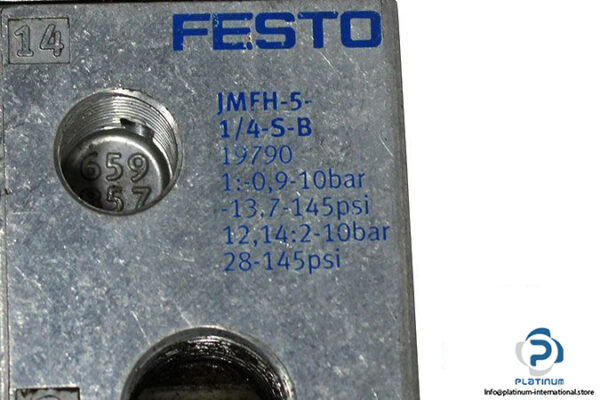 14
FESTO
JMFH-5-
1/4-S-B
19790
1:-0,9-10bar
-13,7-145psi
12,14:2-10bar
28-145psi
659
957
PLATINUM
Info@platinum-international.store